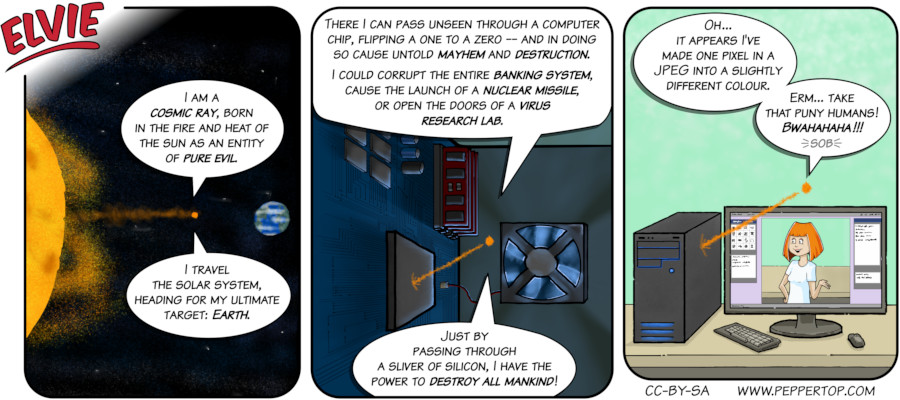 ELVIE
I AM A
COSMIC RAY, BORN
IN THE FIRE AND HEAT OF
THE SUN AS AN ENTITY
OF PURE EVIL.
I TRAVEL
THE SOLAR SYSTEM,
HEADING FOR MY ULTIMATE
TARGET: EARTH.
THERE I CAN PASS UNSEEN THROUGH A COMPUTER
CHIP, FLIPPING A ONE TO A ZERO -- AND IN DOING
SO CAUSE UNTOLD MAYHEM AND DESTRUCTION.
I COULD CORRUPT THE ENTIRE BANKING SYSTEM,
CAUSE THE LAUNCH OF A NUCLEAR MISSILE,
OR OPEN THE DOORS OF A VIRUS
RESEARCH LAB.
JUST BY
PASSING THROUGH
A SLIVER OF SILICON, I HAVE THE
POWER TO DESTROY ALL MANKIND!
OH...
IT APPEARS I'VE
MADE ONE PIXEL IN A
JPEG INTO A SLIGHTLY
DIFFERENT COLOUR.
ERM... TAKE
THAT PUNY HUMANS!
BWAHAHAHA!!!
SOB
CC-BY-SA
WWW.PEPPERTOP.COM